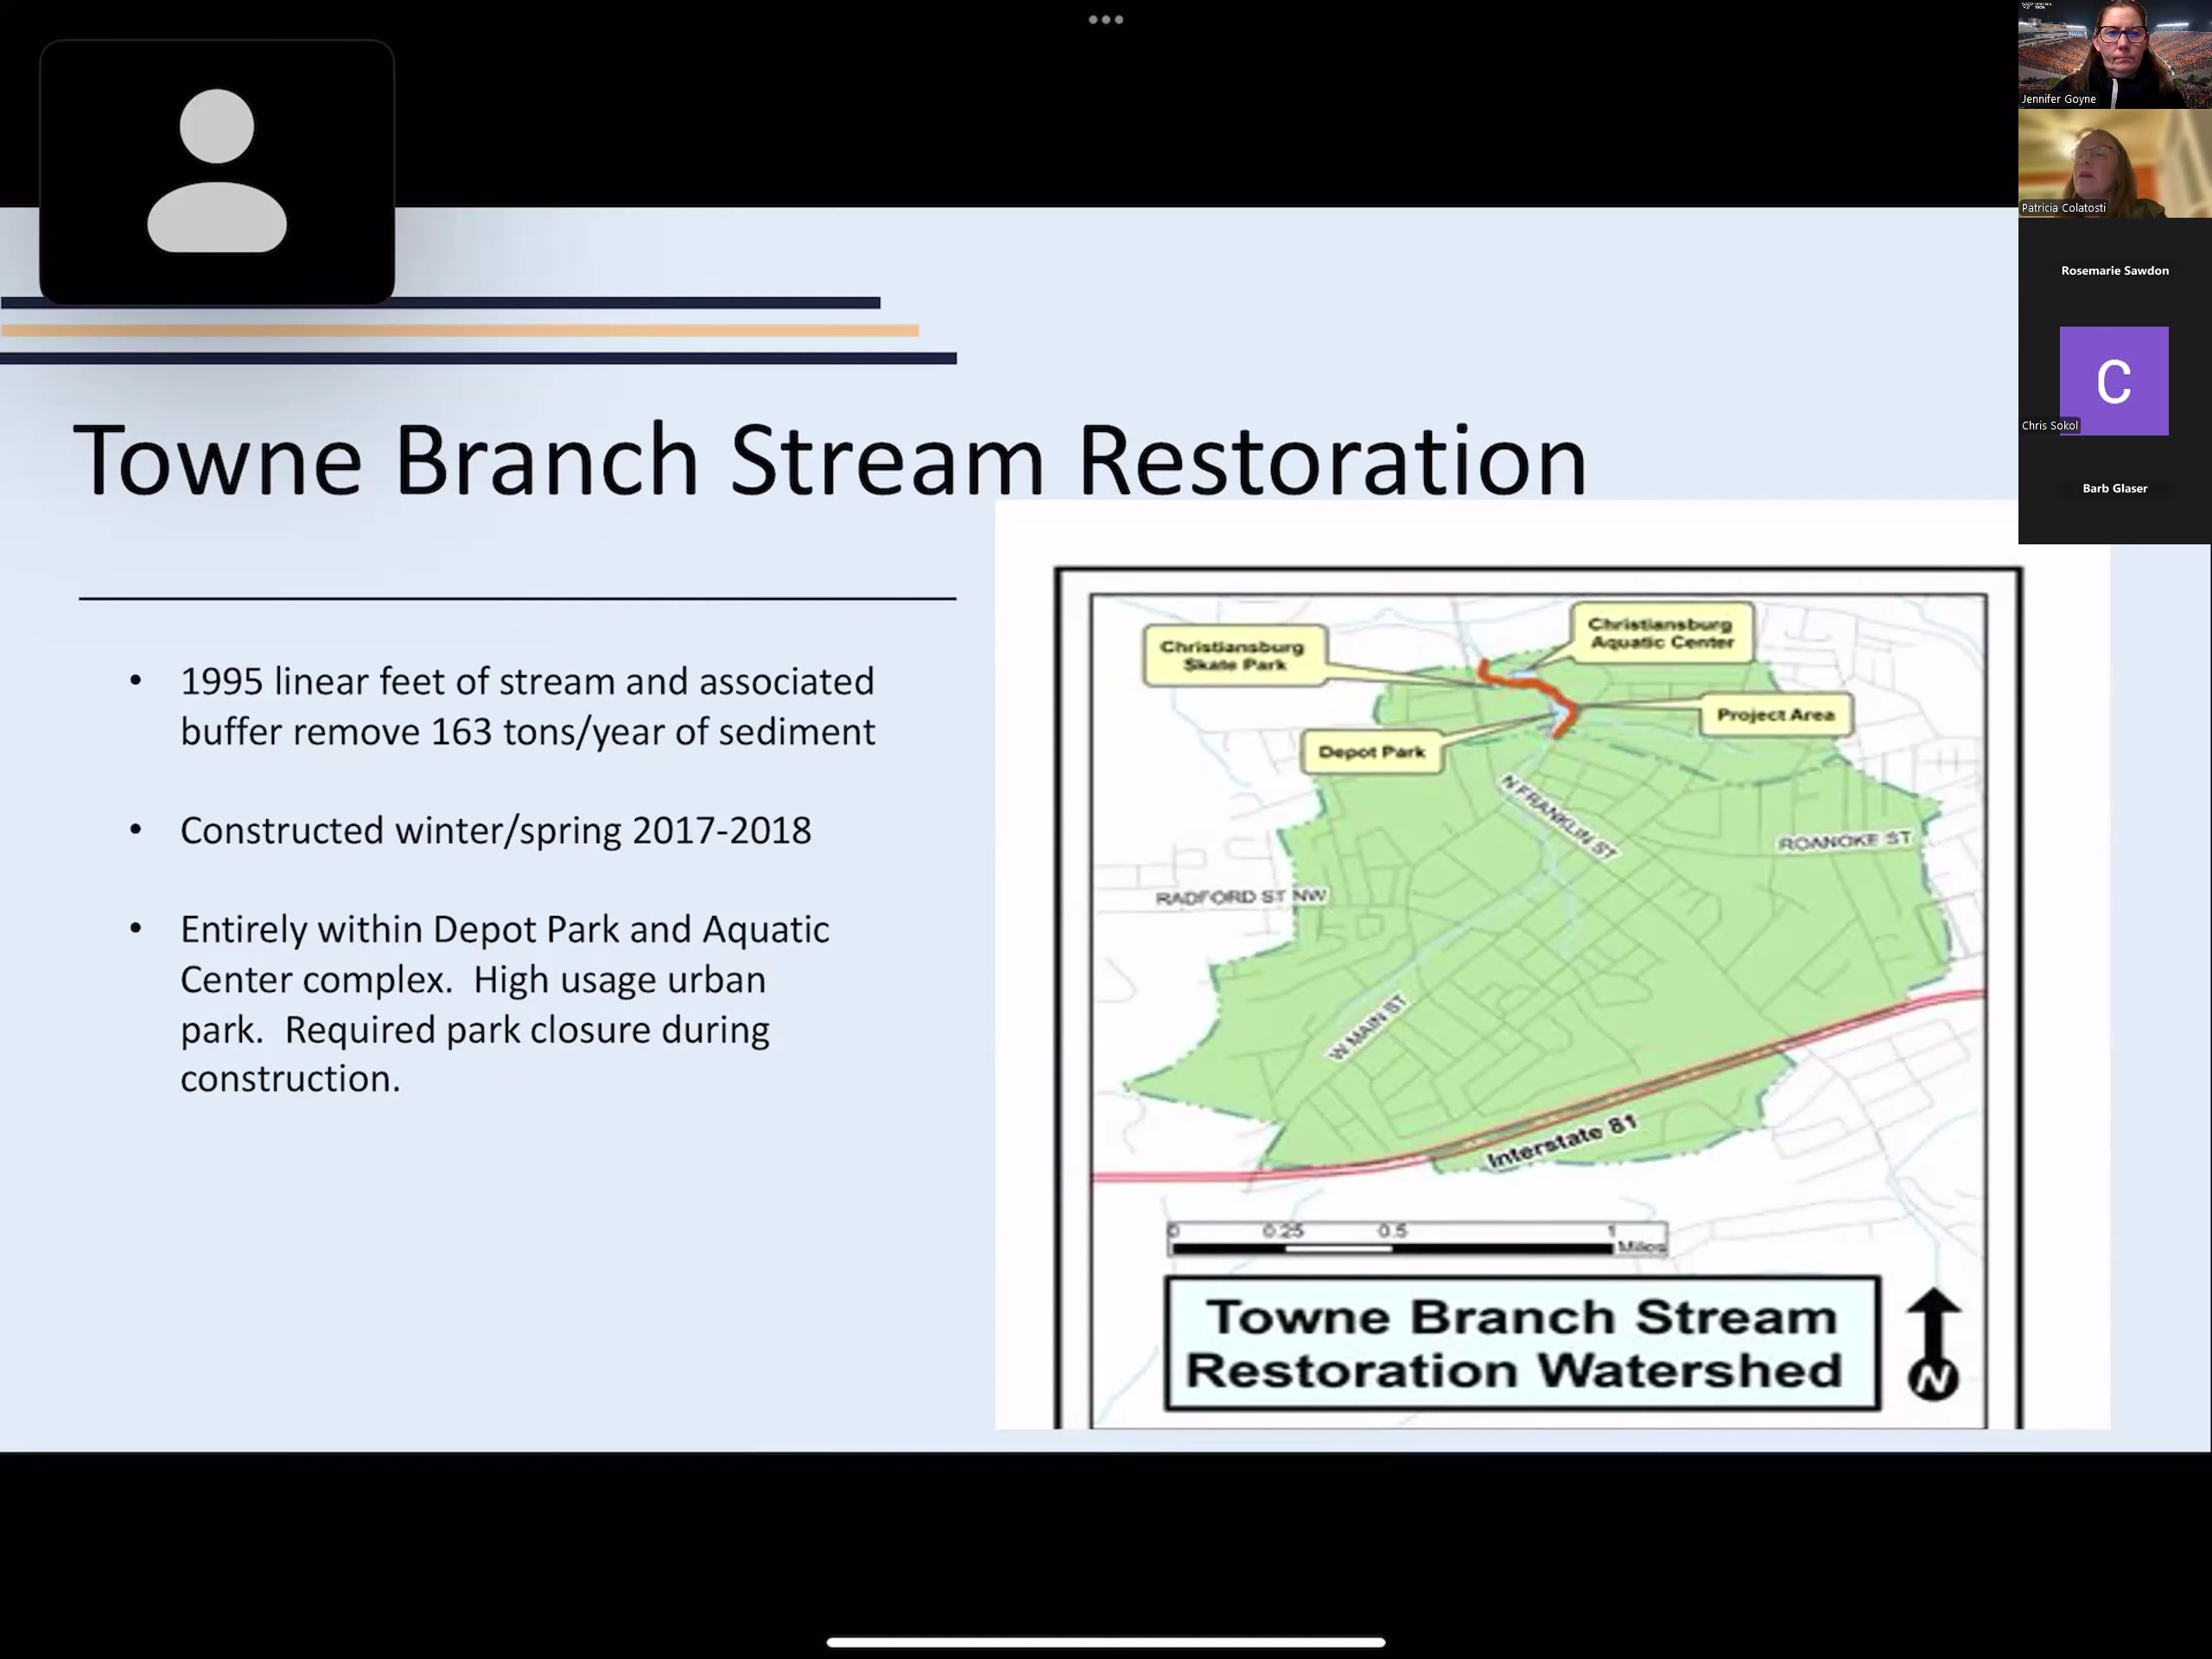 Jennifer Goyne
Patricia Colatosti
Rosemarie Sawdon
C
Chris Sokol
Barb Glaser
Towne Branch Stream Restoration
• 1995 linear feet of stream and associated
buffer remove 163 tons/year of sediment
• Constructed winter/spring 2017-2018
• Entirely within Depot Park and Aquatic
Center complex.  High usage urban
park.  Required park closure during
construction.
Christiansburg
Skate Park
Christiansburg
Aquatic Center
Project Area
Depot Park
N FRANKLIN ST
ROANOKE ST
RADFORD ST NW
W MAIN ST
Interstate 81
0 0.25 0.5 1
Miles
Towne Branch Stream
Restoration Watershed
N